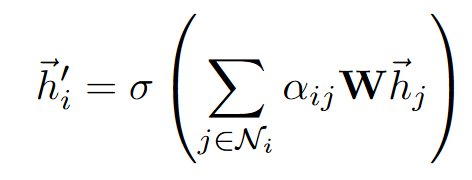 $\vec{h}'_i = \sigma \left( \sum_{j \in \mathcal{N}_i} \alpha_{ij} \mathbf{W} \vec{h}_j \right)$